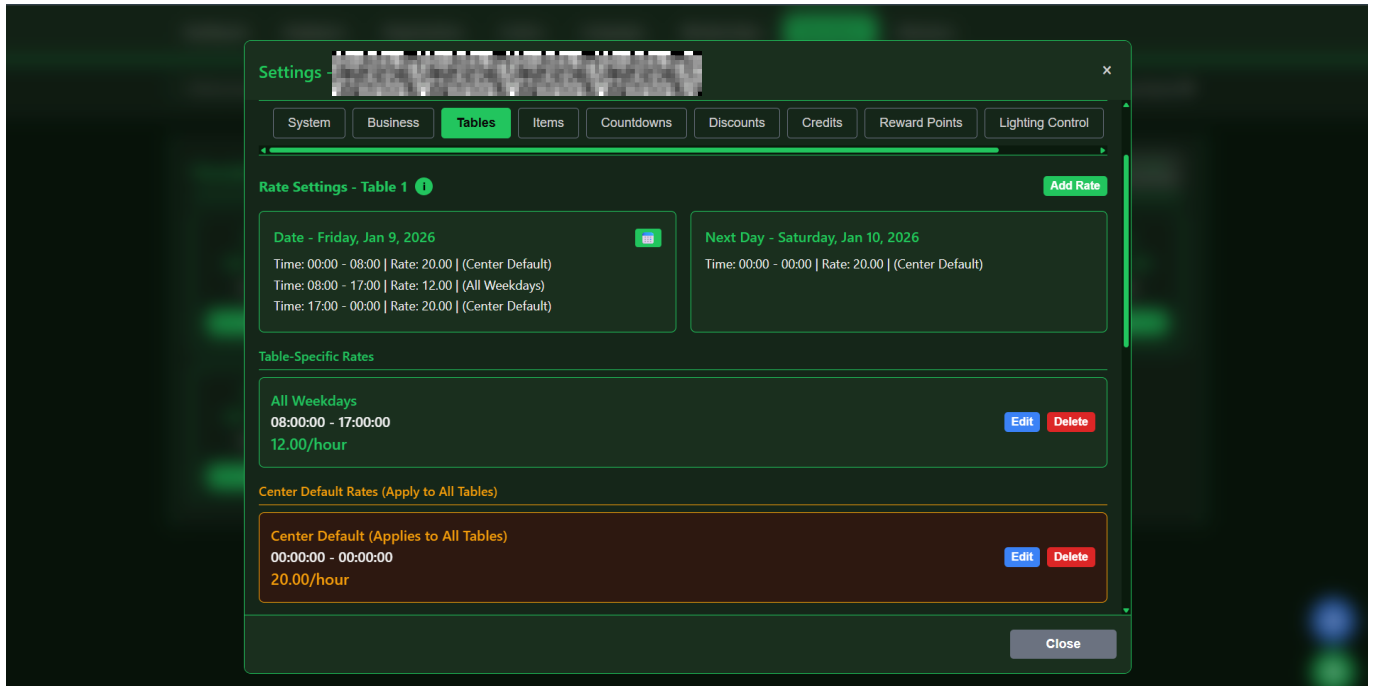 Settings -
×
System Business Tables Items Countdowns Discounts Credits Reward Points Lighting Control
Rate Settings - Table 1 i
Add Rate
Date - Friday, Jan 9, 2026
Time: 00:00 - 08:00 | Rate: 20.00 | (Center Default)
Time: 08:00 - 17:00 | Rate: 12.00 | (All Weekdays)
Time: 17:00 - 00:00 | Rate: 20.00 | (Center Default)
Next Day - Saturday, Jan 10, 2026
Time: 00:00 - 00:00 | Rate: 20.00 | (Center Default)
Table-Specific Rates
All Weekdays
08:00:00 - 17:00:00
12.00/hour
Edit Delete
Center Default Rates (Apply to All Tables)
Center Default (Applies to All Tables)
00:00:00 - 00:00:00
20.00/hour
Edit Delete
Close